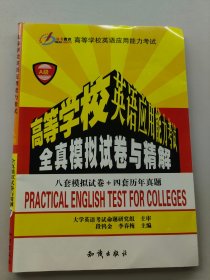 高等学校英语应用能力考试
A级
高等学校英语应用能力考试
全真模拟试卷与精解
八套模拟试卷+四套历年真题
PRACTICAL ENGLISH TEST FOR COLLEGES
大学英语考试命题研究组 主审
段钨金 李春梅 主编
知识出版社